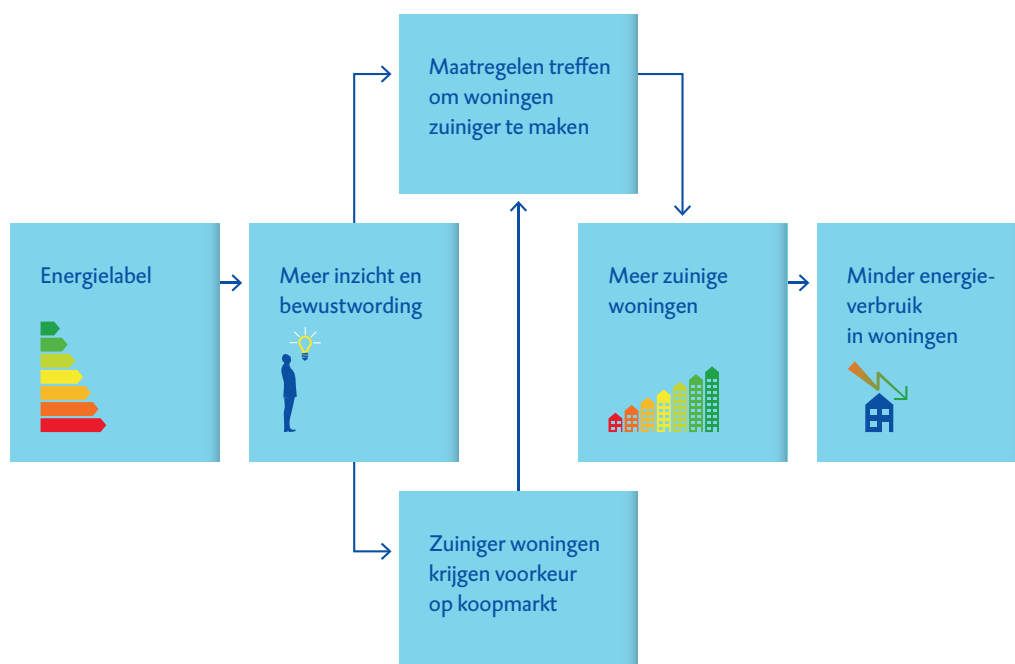 Maatregelen treffen
om woningen
zuiniger te maken
Energielabel
Meer inzicht en
bewustwording
Meer zuinige
woningen
Minder energie-
verbruik
in woningen
Zuiniger woningen
krijgen voorkeur
op koopmarkt